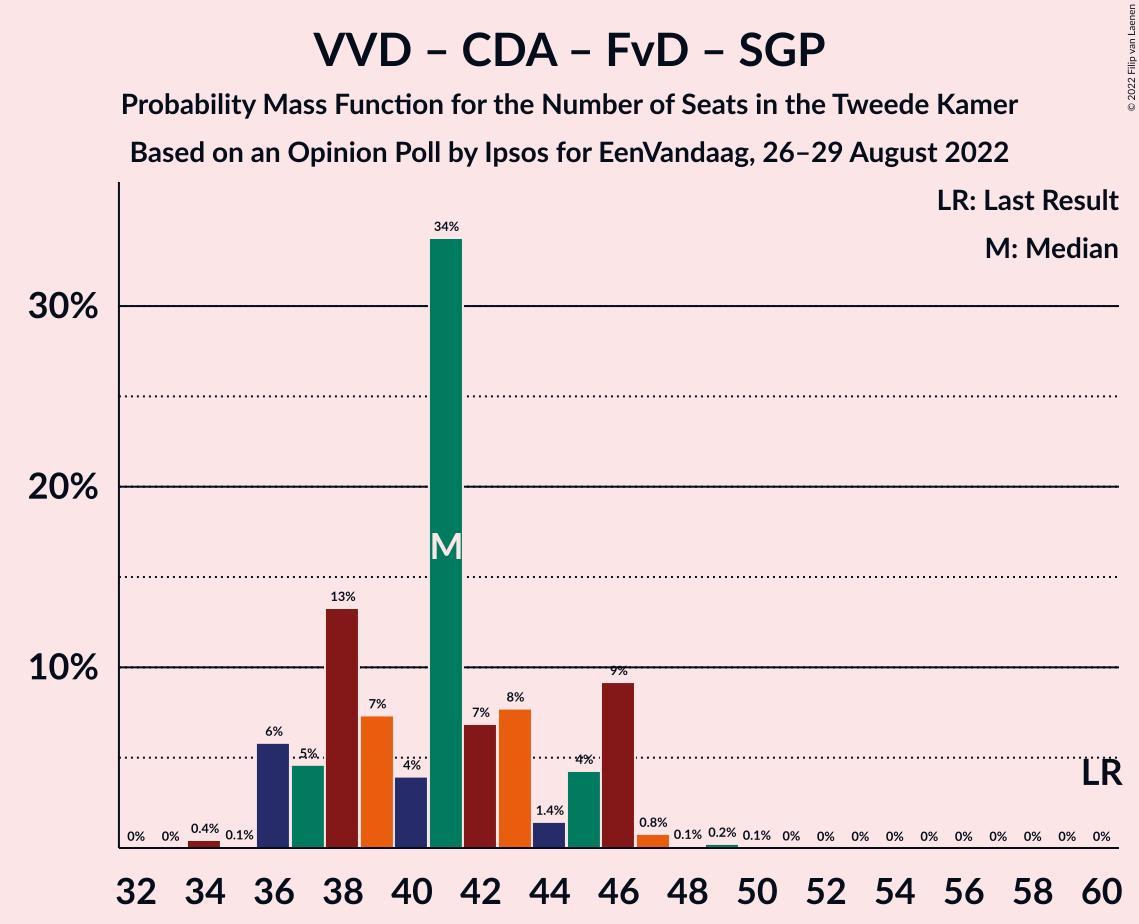 VVD – CDA – FvD – SGP
Probability Mass Function for the Number of Seats in the Tweede Kamer
Based on an Opinion Poll by Ipsos for EenVandaag, 26–29 August 2022
© 2022 Filip van Laenen
LR: Last Result
M: Median
30%
20%
10%
0% 0% 0.4% 0.1% 6% 5% 13% 7% 4% 34% 7% 8% 1.4% 4% 9% 0.8% 0.1% 0.2% 0.1% 0% 0% 0% 0% 0% 0% 0% 0% 0% 0%
M
LR
32 34 36 38 40 42 44 46 48 50 52 54 56 58 60